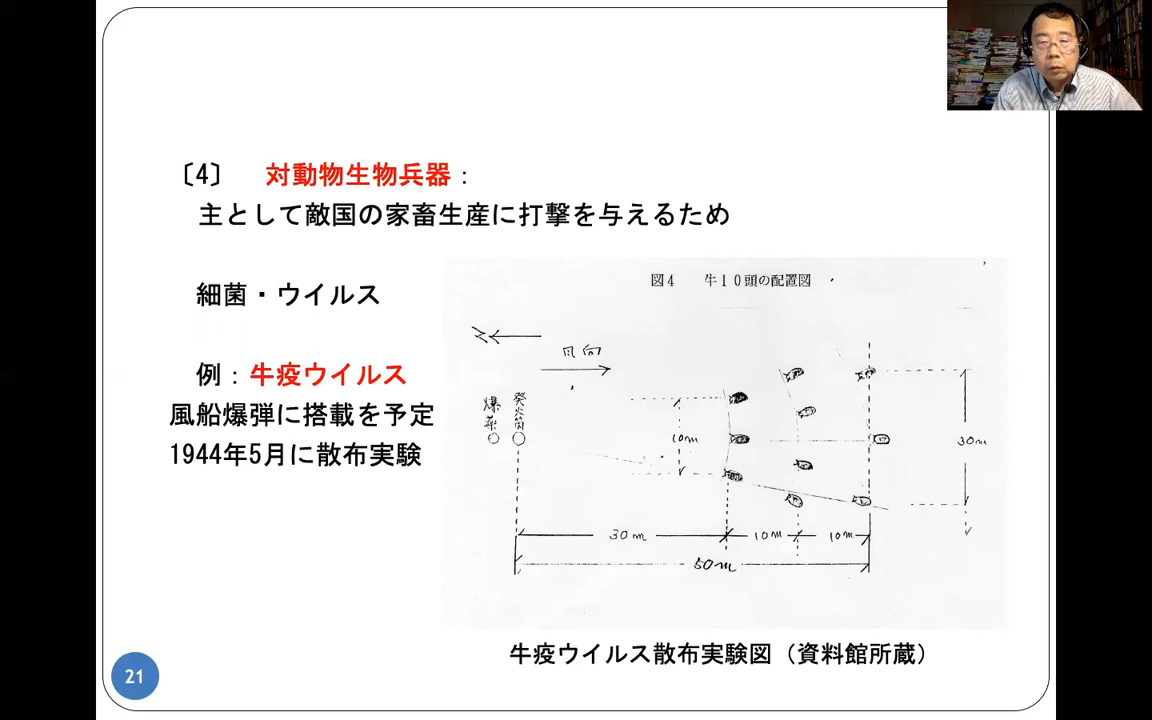 〔4〕 対動物生物兵器：
主として敵国の家畜生産に打撃を与えるため
細菌・ウイルス
例：牛疫ウイルス
風船爆弾に搭載を予定
1944年5月に散布実験
図4 牛10頭の配置図
風向
爆薬
発火筒
10m
30m
30m
10m
10m
50m
牛疫ウイルス散布実験図（資料館所蔵）
21